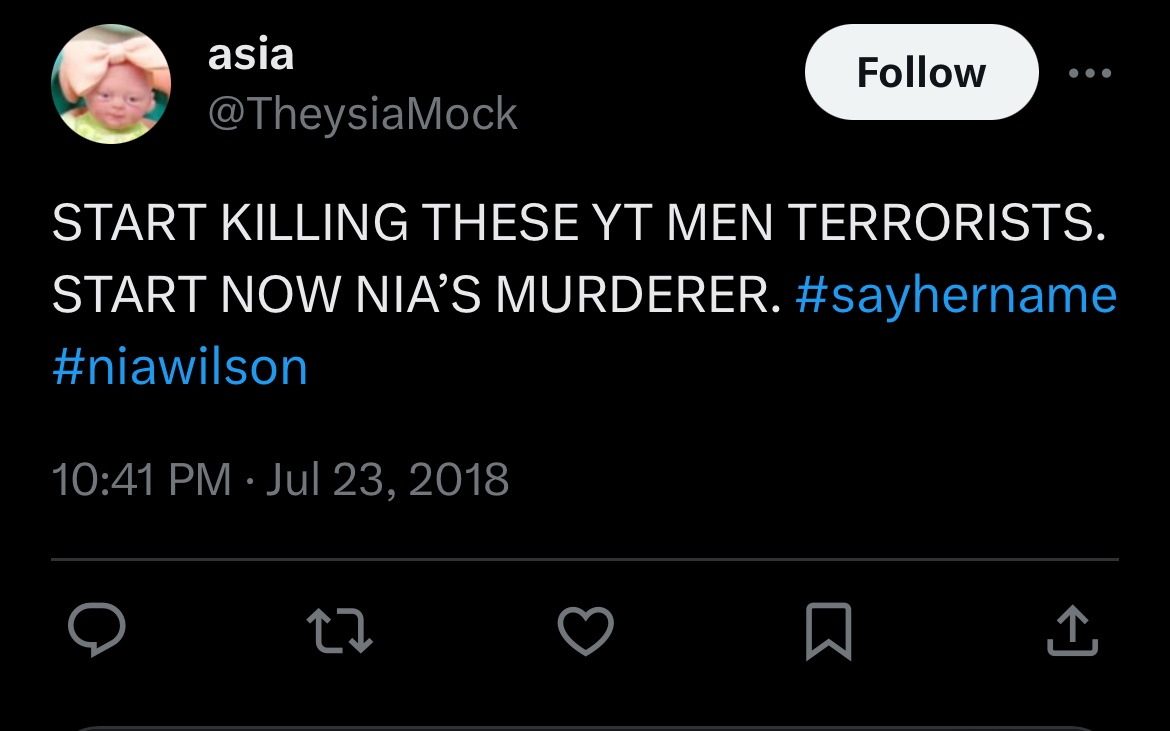 asia
@TheysiaMock
Follow
START KILLING THESE YT MEN TERRORISTS.
START NOW NIA’S MURDERER. #sayhername
#niawilson
10:41 PM · Jul 23, 2018